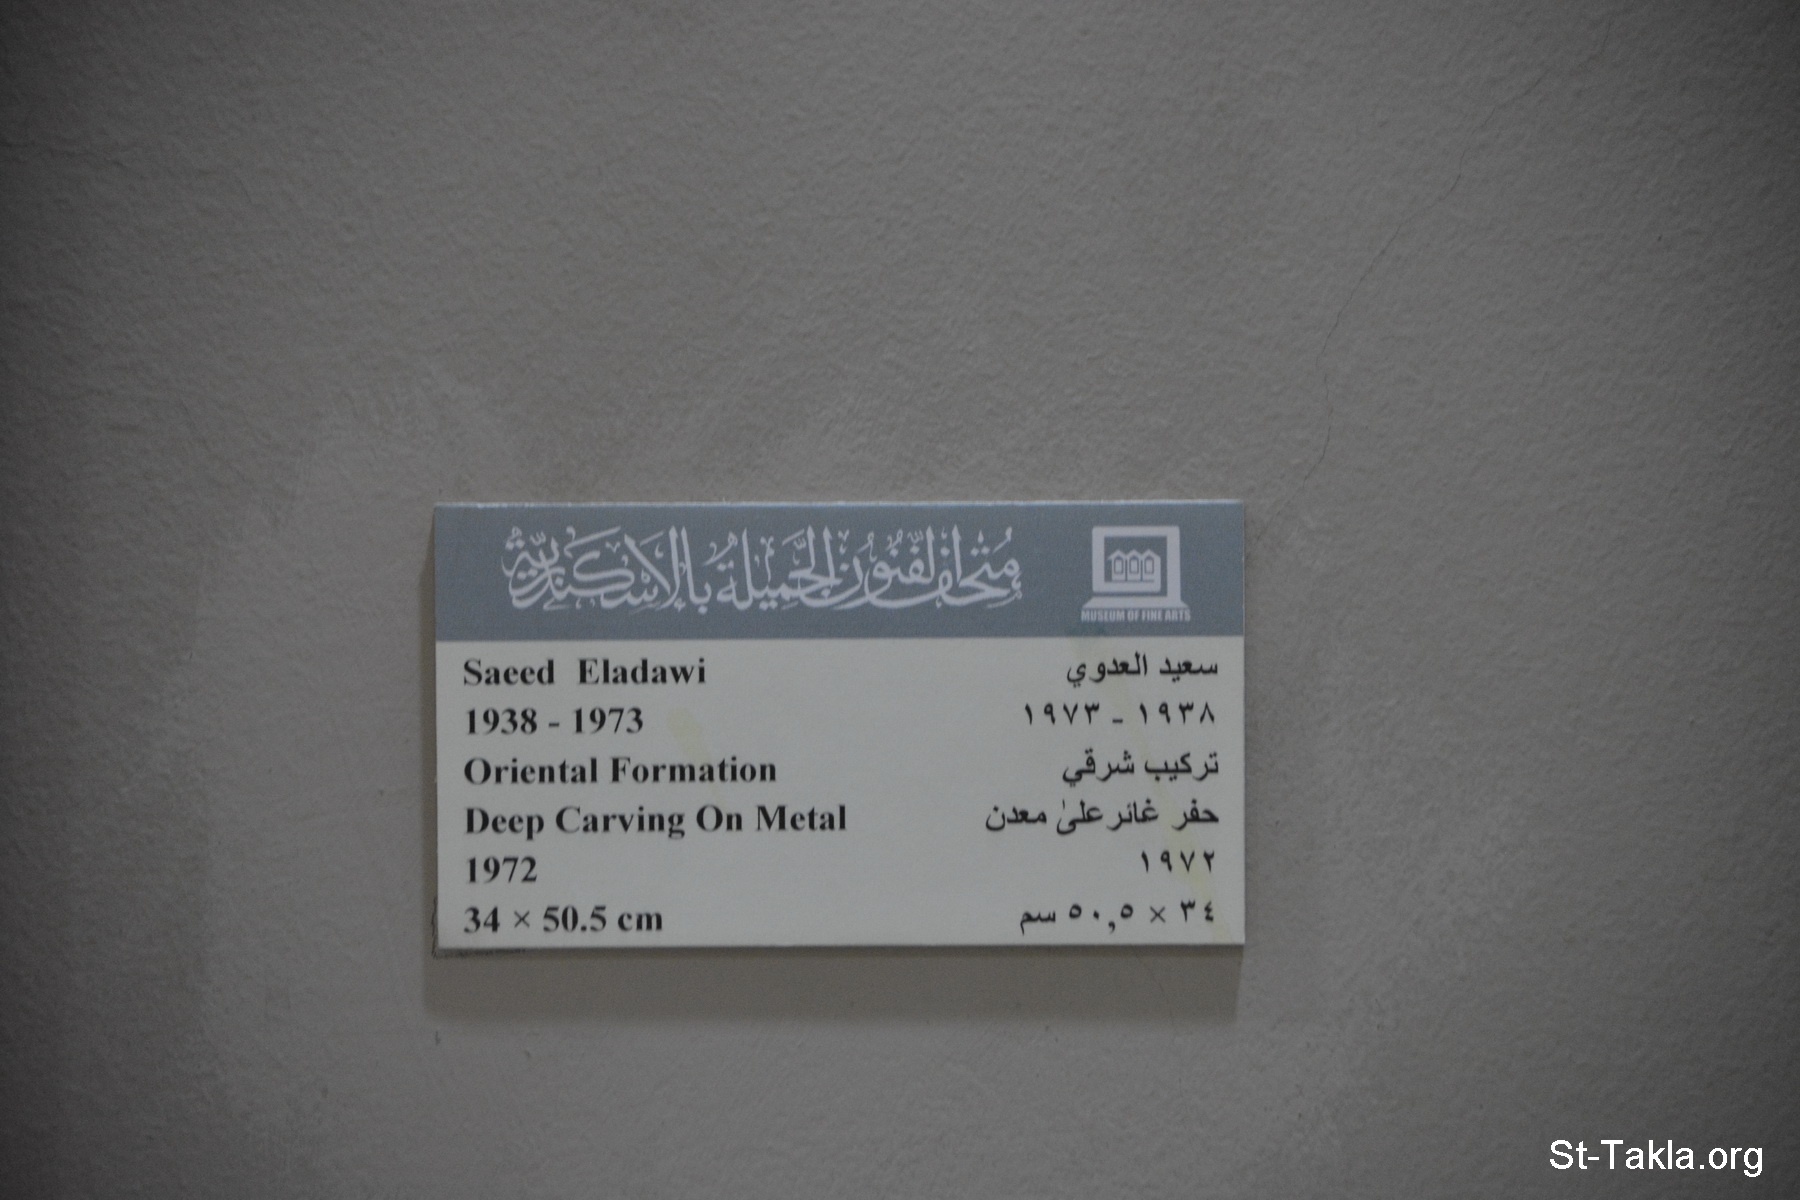 متحف الفنون الجميلة بالاسكندرية
MUSEUM OF FINE ARTS
Saeed Eladawi
1938 - 1973
Oriental Formation
Deep Carving On Metal
1972
34 × 50.5 cm
سعيد العدوي
١٩٣٨ - ١٩٧٣
تركيب شرقي
حفر غائر على معدن
١٩٧٢
٣٤ × ٥٠,٥ سم
St-Takla.org